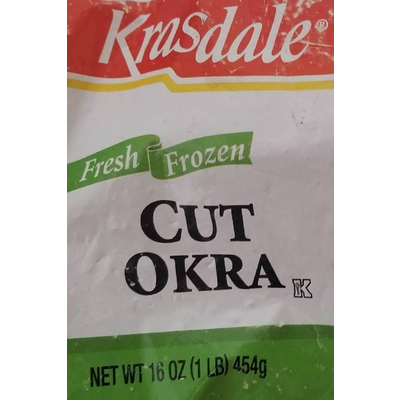 Krasdale®
Fresh Frozen
CUT
OKRA K
NET WT 16 OZ (1 LB) 454g